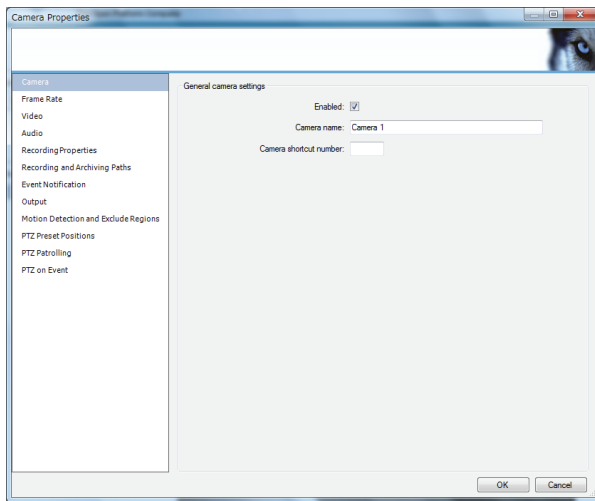 Camera Properties
Camera
Frame Rate
Video
Audio
Recording Properties
Recording and Archiving Paths
Event Notification
Output
Motion Detection and Exclude Regions
PTZ Preset Positions
PTZ Patrolling
PTZ on Event
General camera settings
Enabled:
Camera name: Camera 1
Camera shortcut number:
OK Cancel